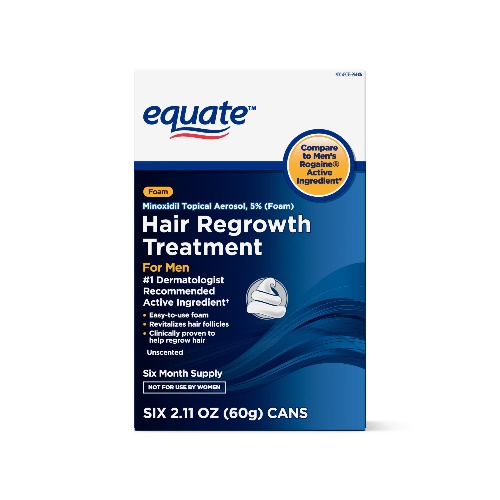 equate™
Compare
to Men's
Rogaine®
Active
Ingredient*
Foam
Minoxidil Topical Aerosol, 5% (Foam)
Hair Regrowth
Treatment
For Men
#1 Dermatologist
Recommended
Active Ingredient†
• Easy-to-use foam
• Revitalizes hair follicles
• Clinically proven to
help regrow hair
Unscented
Six Month Supply
NOT FOR USE BY WOMEN
SIX 2.11 OZ (60g) CANS